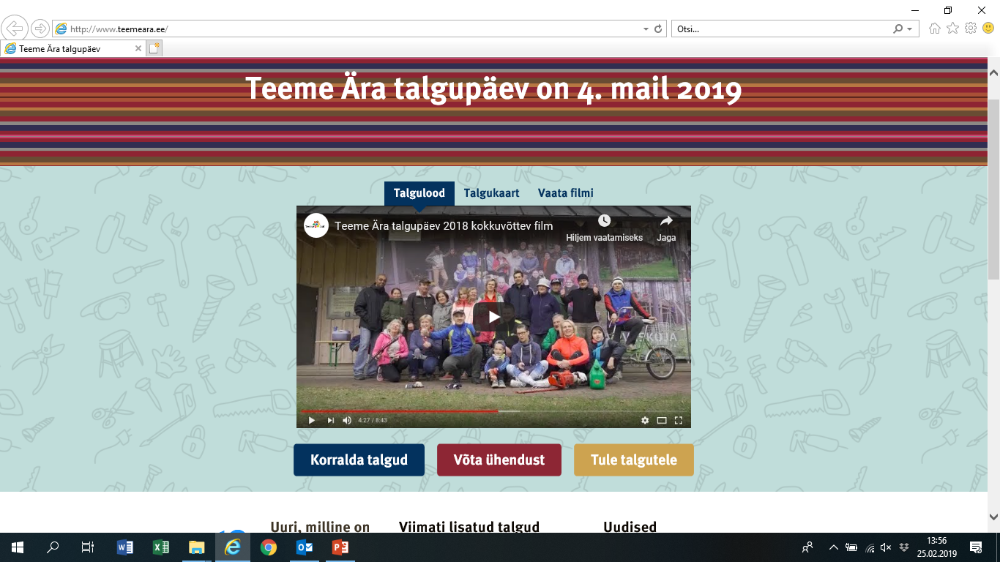 http://www.teemeara.ee/
Otsi...
Teeme Ära talgupäev
Teeme Ära talgupäev on 4. mail 2019
Talgulood Talgukaart Vaata filmi
Teeme Ära talgupäev 2018 kokkuvõttev film
Hiljem vaatamiseks Jaga
KOJA
4:27 / 8:43
Korralda talgud Võta ühendust Tule talgutele
Uuri, milline on Viimati lisatud talgud Uudised
13:56
25.02.2019